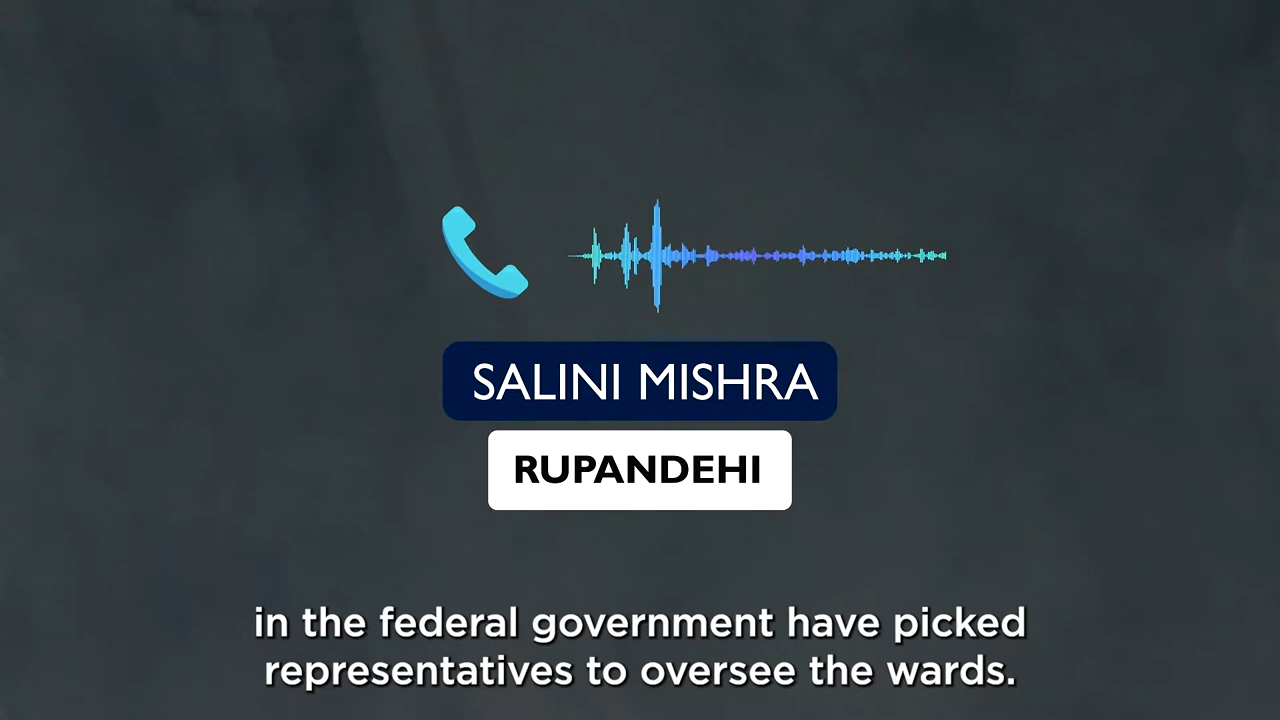 SALINI MISHRA
RUPANDEHI
in the federal government have picked
representatives to oversee the wards.